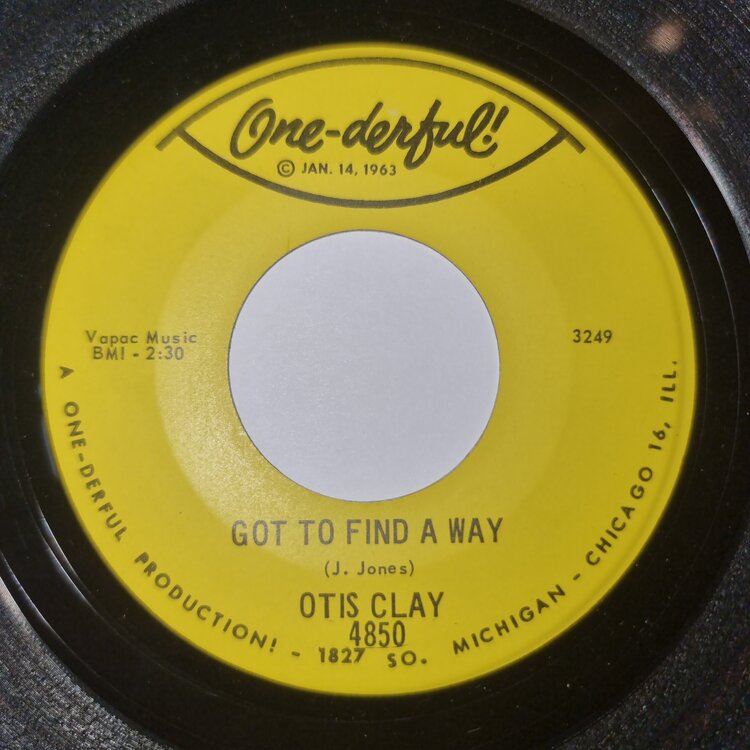 One-derful!
© JAN. 14, 1963
Vapac Music
BMI - 2:30
3249
GOT TO FIND A WAY
(J. Jones)
OTIS CLAY
4850
A ONE-DERFUL PRODUCTION! - 1827 SO. MICHIGAN - CHICAGO 16, ILL.